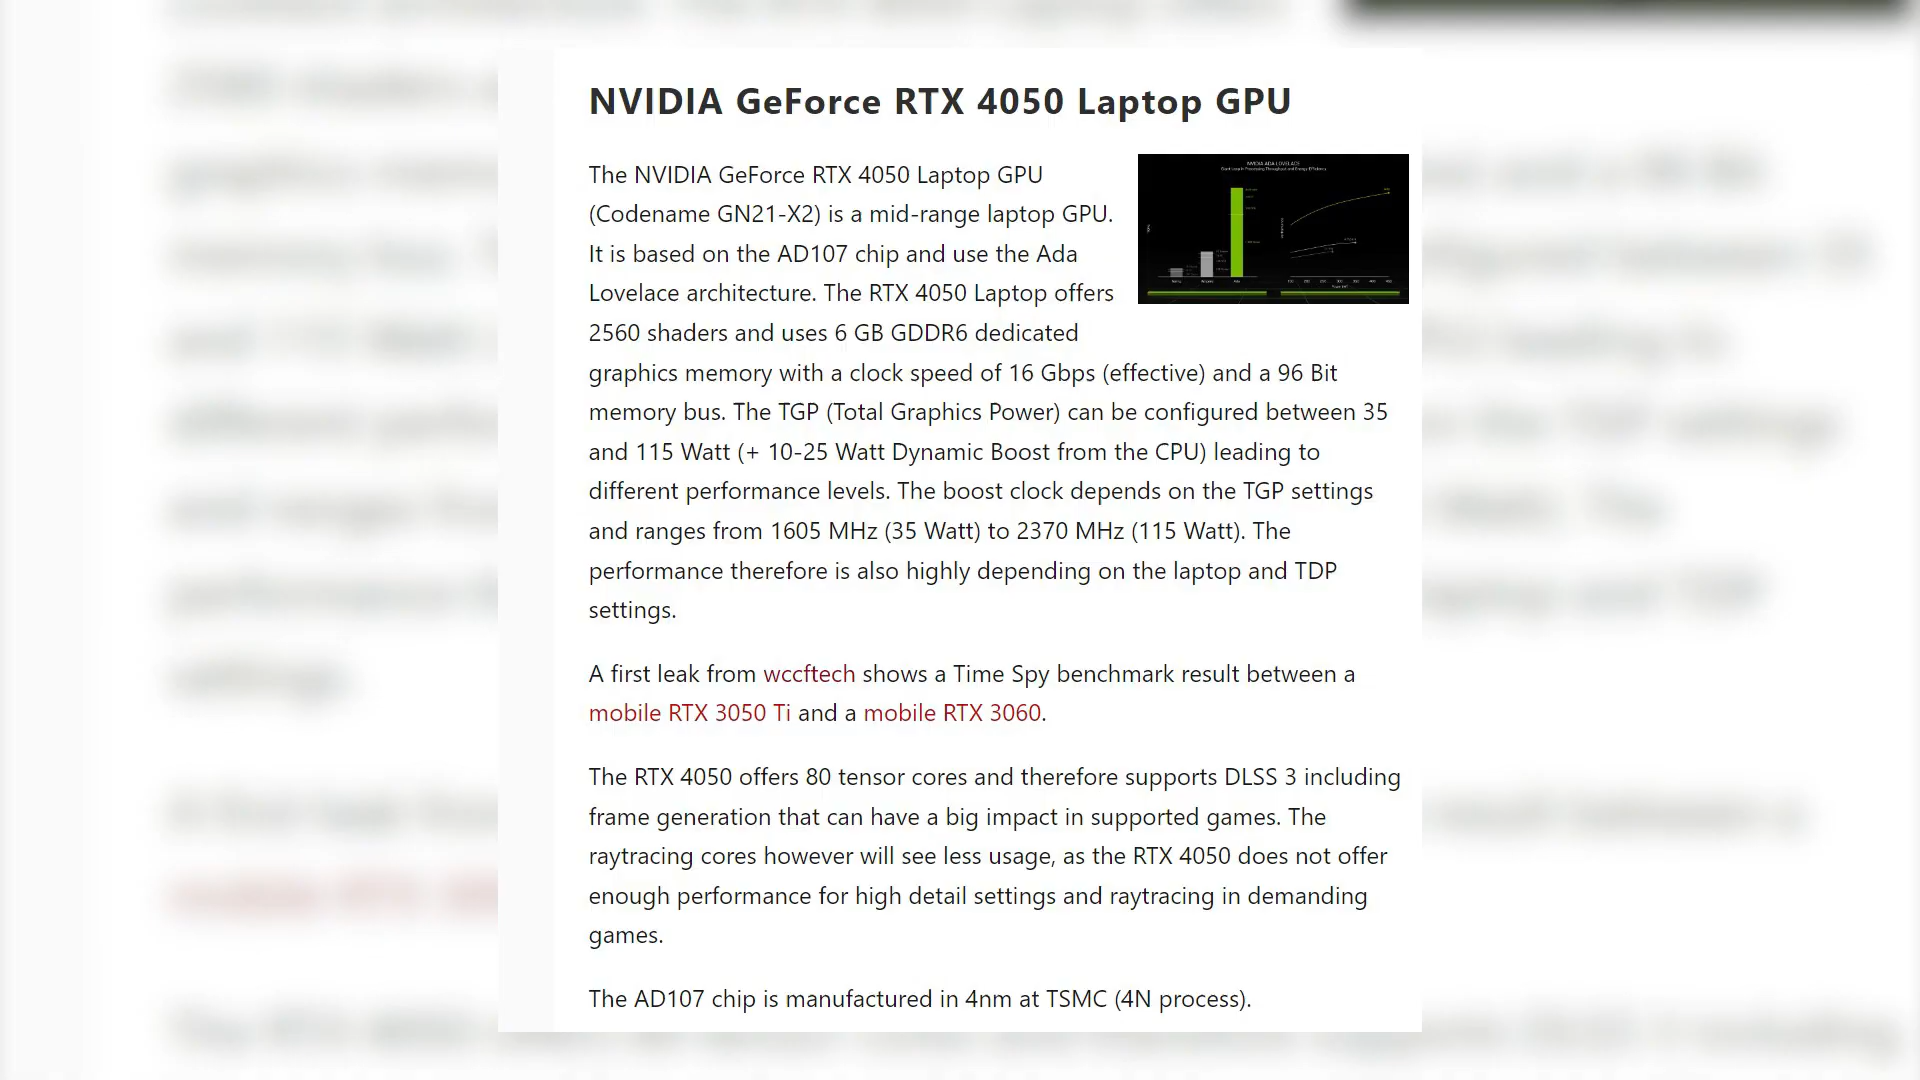 NVIDIA GeForce RTX 4050 Laptop GPU
The NVIDIA GeForce RTX 4050 Laptop GPU
(Codename GN21-X2) is a mid-range laptop GPU.
It is based on the AD107 chip and use the Ada
Lovelace architecture. The RTX 4050 Laptop offers
2560 shaders and uses 6 GB GDDR6 dedicated
graphics memory with a clock speed of 16 Gbps (effective) and a 96 Bit
memory bus. The TGP (Total Graphics Power) can be configured between 35
and 115 Watt (+ 10-25 Watt Dynamic Boost from the CPU) leading to
different performance levels. The boost clock depends on the TGP settings
and ranges from 1605 MHz (35 Watt) to 2370 MHz (115 Watt). The
performance therefore is also highly depending on the laptop and TDP
settings.
A first leak from wccftech shows a Time Spy benchmark result between a
mobile RTX 3050 Ti and a mobile RTX 3060.
The RTX 4050 offers 80 tensor cores and therefore supports DLSS 3 including
frame generation that can have a big impact in supported games. The
raytracing cores however will see less usage, as the RTX 4050 does not offer
enough performance for high detail settings and raytracing in demanding
games.
The AD107 chip is manufactured in 4nm at TSMC (4N process).
NVIDIA ADA LOVELACE